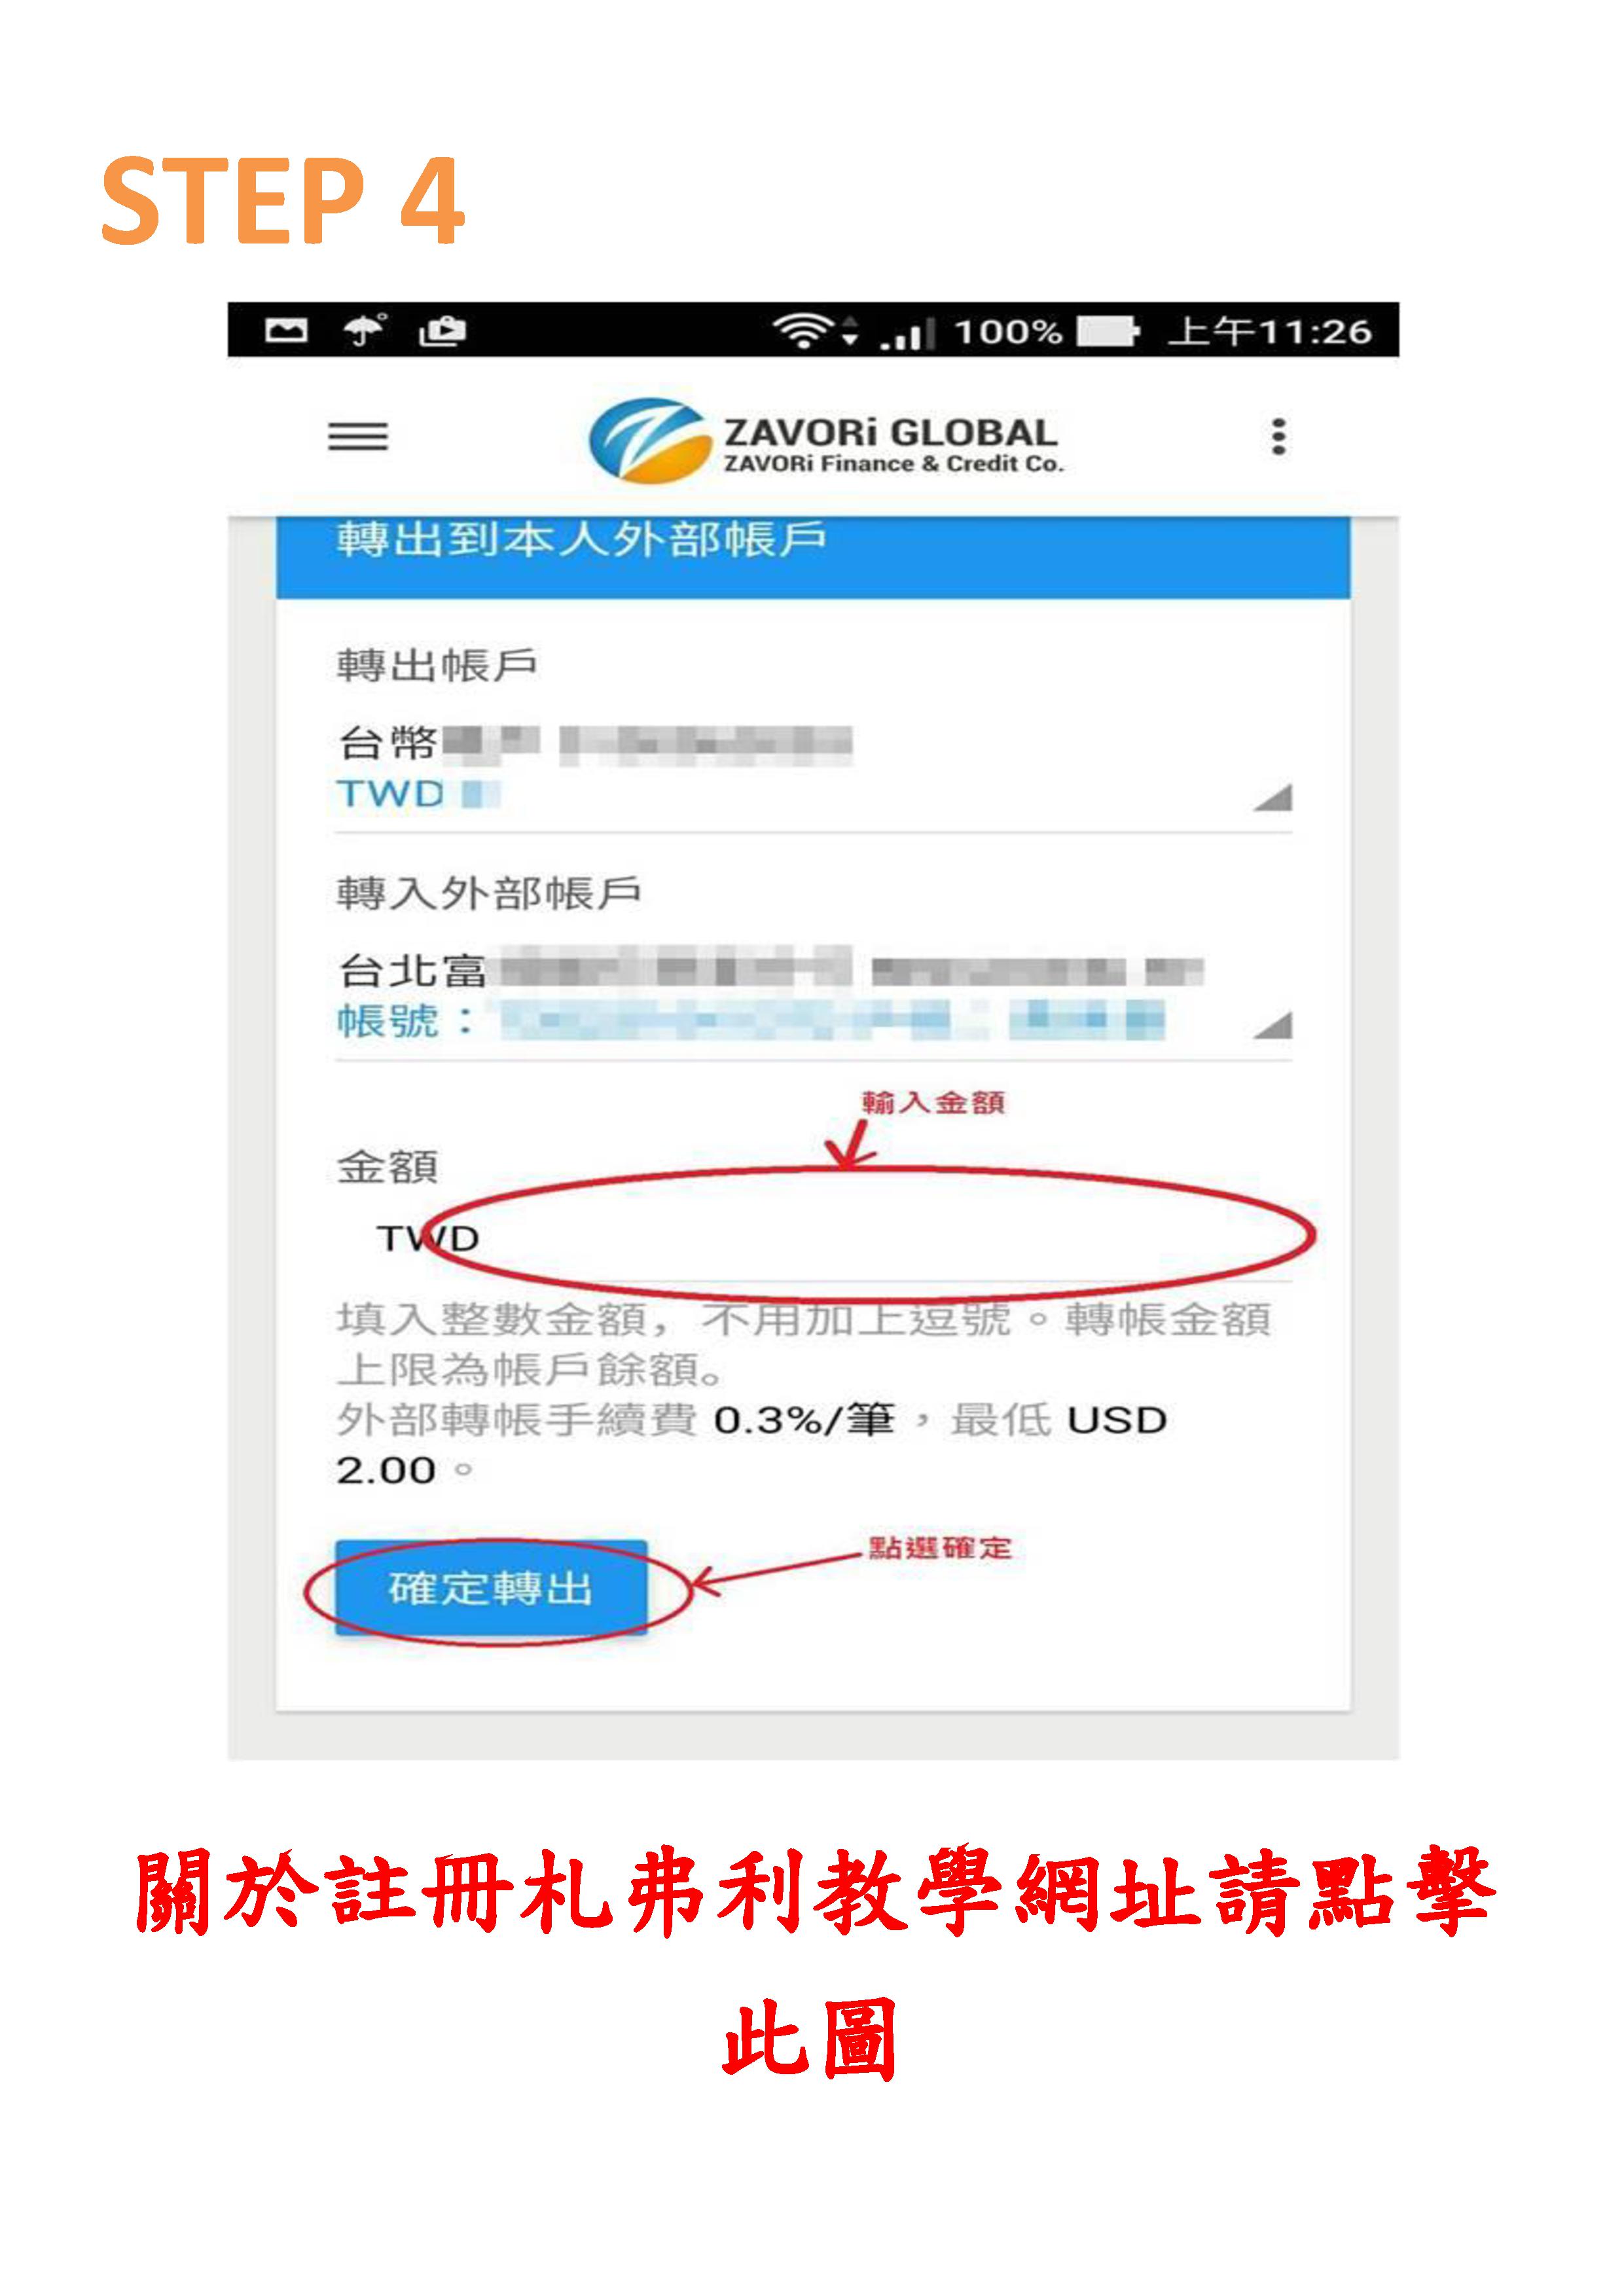 STEP 4
100% 上午11:26
ZAVORi GLOBAL
ZAVORi Finance & Credit Co.
轉出到本人外部帳戶
轉出帳戶
台幣
TWD
轉入外部帳戶
台北富
帳號：
輸入金額
金額
TWD
填入整數金額，不用加上逗號。轉帳金額
上限為帳戶餘額。
外部轉帳手續費 0.3%/筆，最低 USD
2.00。
點選確定
確定轉出
關於註冊札弗利教學網址請點擊
此圖